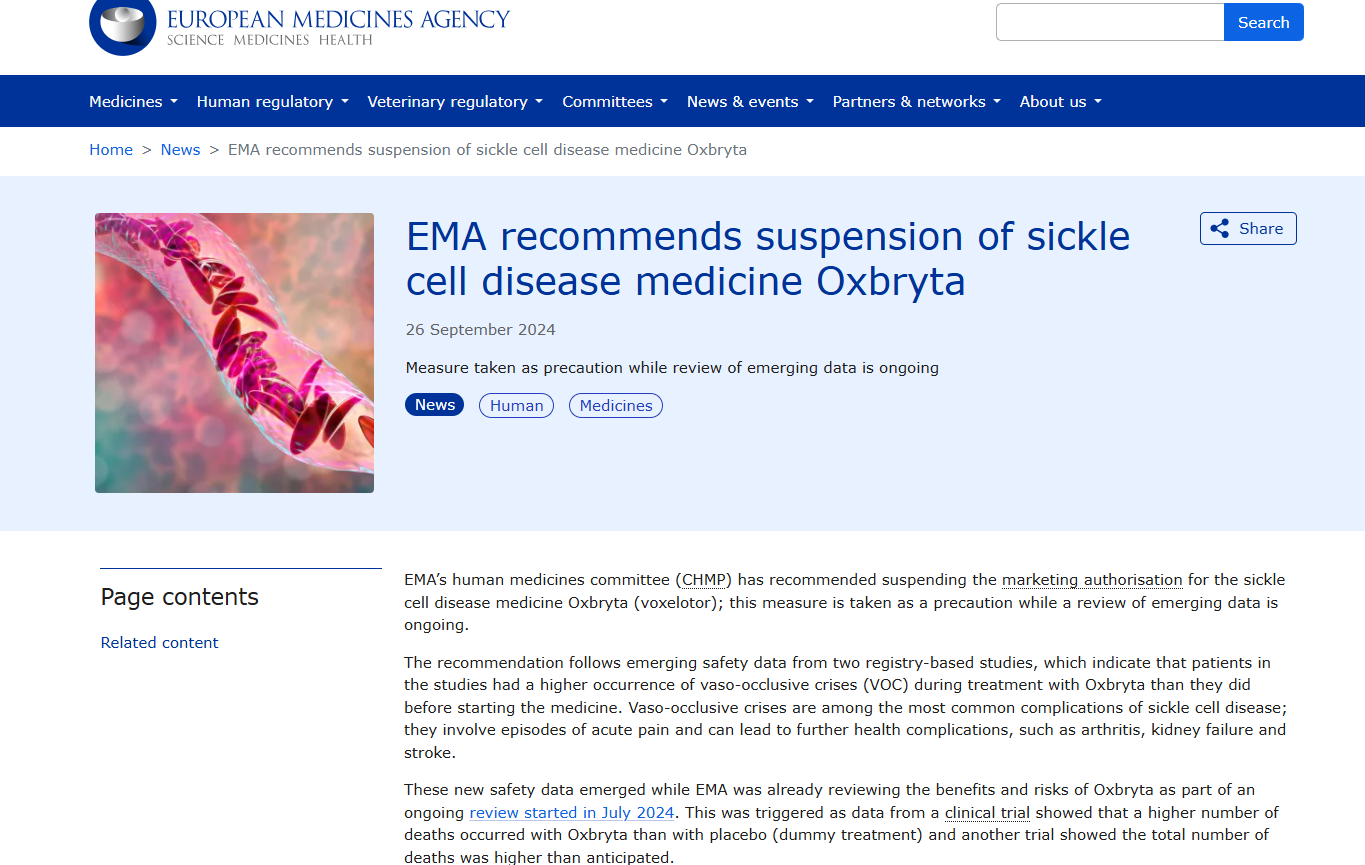 EUROPEAN MEDICINES AGENCY
SCIENCE MEDICINES HEALTH
Search
Medicines
Human regulatory
Veterinary regulatory
Committees
News & events
Partners & networks
About us
Home > News > EMA recommends suspension of sickle cell disease medicine Oxbryta
EMA recommends suspension of sickle
cell disease medicine Oxbryta
Share
26 September 2024
Measure taken as precaution while review of emerging data is ongoing
News
Human
Medicines
Page contents
Related content
EMA’s human medicines committee (CHMP) has recommended suspending the marketing authorisation for the sickle
cell disease medicine Oxbryta (voxelotor); this measure is taken as a precaution while a review of emerging data is
ongoing.
The recommendation follows emerging safety data from two registry-based studies, which indicate that patients in
the studies had a higher occurrence of vaso-occlusive crises (VOC) during treatment with Oxbryta than they did
before starting the medicine. Vaso-occlusive crises are among the most common complications of sickle cell disease;
they involve episodes of acute pain and can lead to further health complications, such as arthritis, kidney failure and
stroke.
These new safety data emerged while EMA was already reviewing the benefits and risks of Oxbryta as part of an
ongoing review started in July 2024. This was triggered as data from a clinical trial showed that a higher number of
deaths occurred with Oxbryta than with placebo (dummy treatment) and another trial showed the total number of
deaths was higher than anticipated.